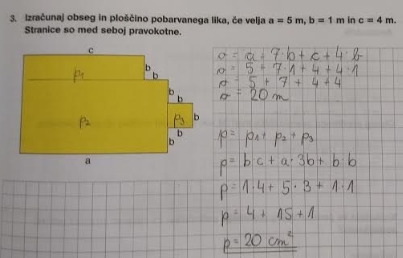 3. Izračunaj obseg in ploščino pobarvanega lika, če velja a = 5 m, b = 1 m in c = 4 m.
Stranice so med seboj pravokotne.
c
b
p1
b
b
p2
p3
b
b
b
a
o = a + 7·b + c + 4·b
o = 5 + 7·1 + 4 + 4·1
o = 5 + 7 + 4 + 4
o = 20 m
p = p1 + p2 + p3
p = b·c + a·3b + b·b
p = 1·4 + 5·3 + 1·1
p = 4 + 15 + 1
p = 20 cm²